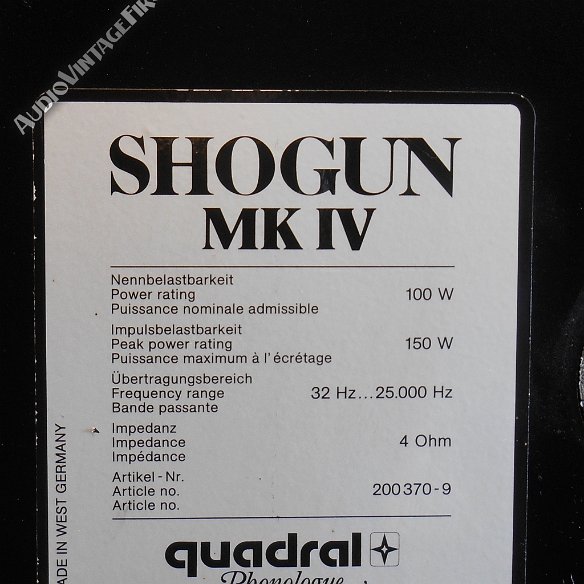 AUDIOVINTAGEFIR
SHOGUN
MK IV
Nennbelastbarkeit
Power rating 100 W
Puissance nominale admissible
Impulsbelastbarkeit
Peak power rating 150 W
Puissance maximum à l'écrétage
Übertragungsbereich
Frequency range 32 Hz...25.000 Hz
Bande passante
Impedanz
Impedance 4 Ohm
Impédance
Artikel-Nr.
Article no. 200370-9
Article no.
ADE IN WEST GERMANY
quadral
Phonologue